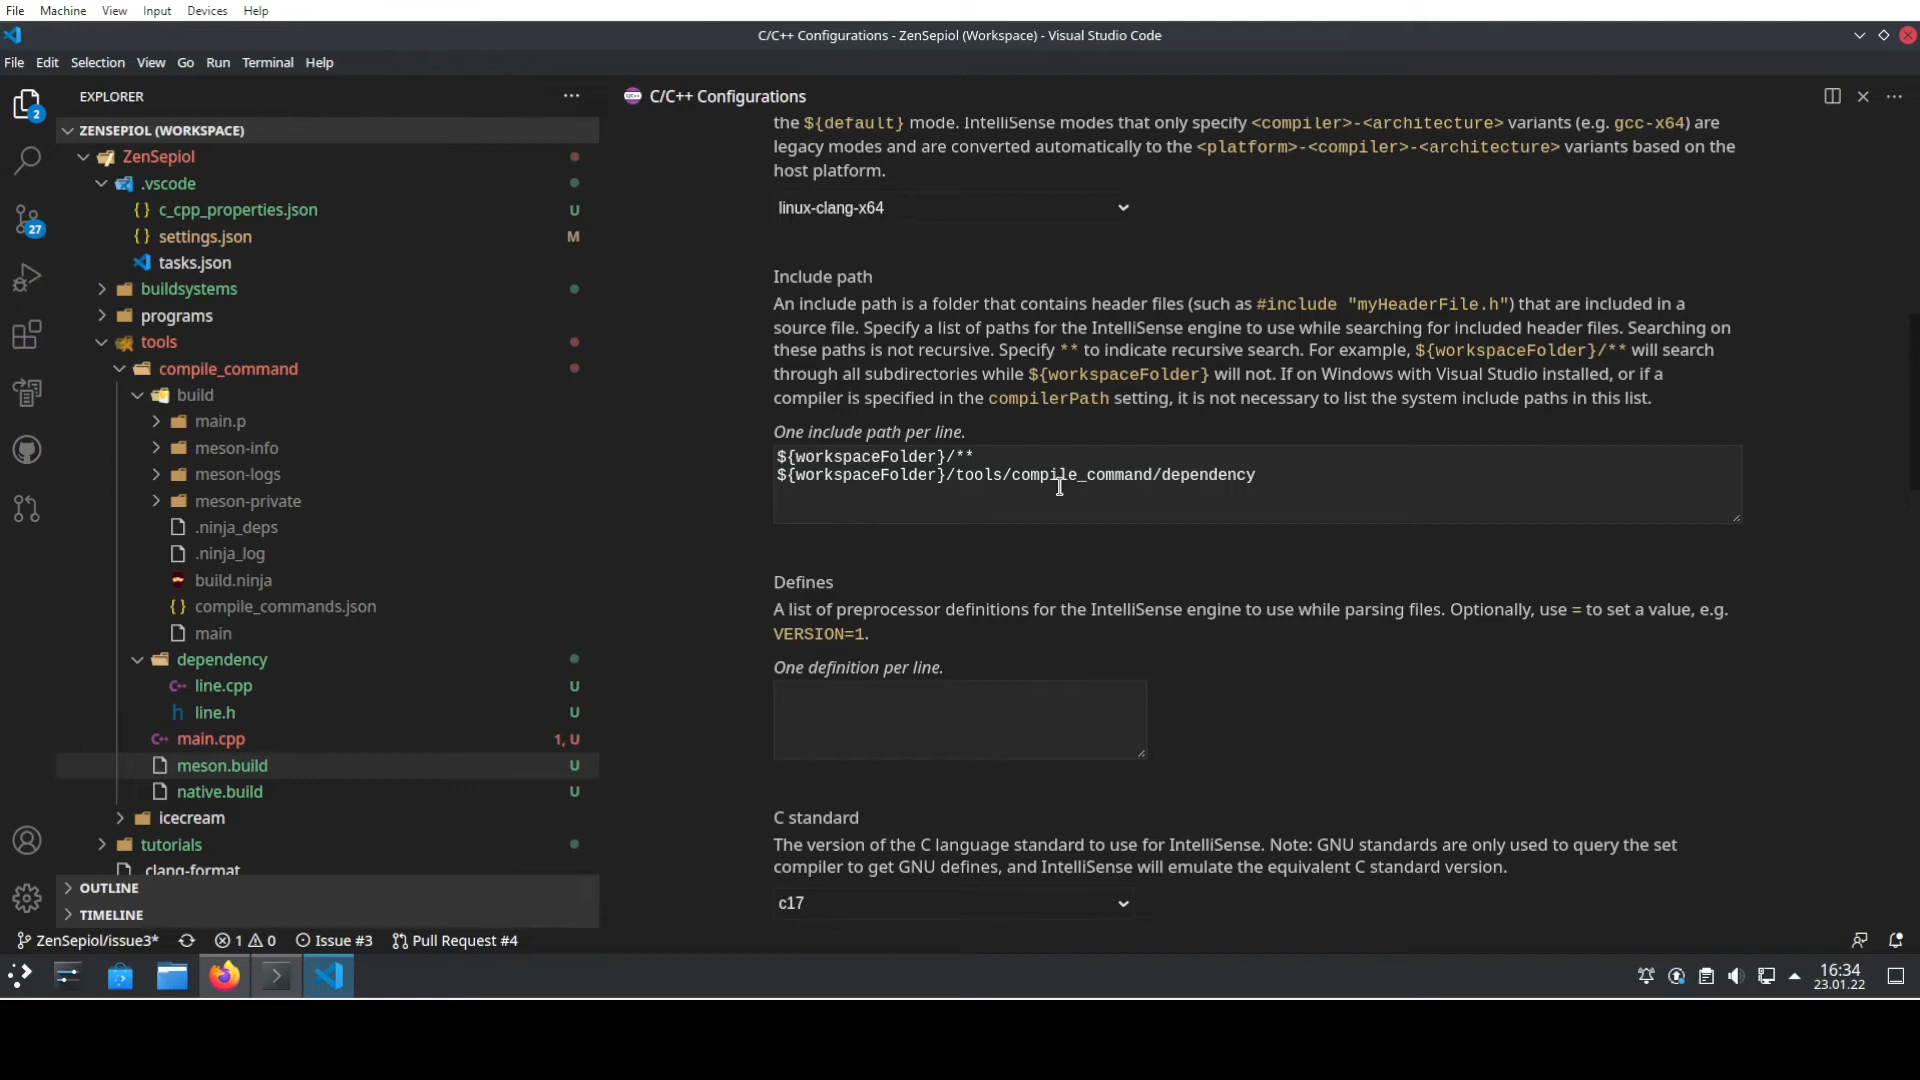 File Machine View Input Devices Help
C/C++ Configurations - ZenSepiol (Workspace) - Visual Studio Code
File Edit Selection View Go Run Terminal Help
EXPLORER
ZENSEPIOL (WORKSPACE)
ZenSepiol
.vscode
c_cpp_properties.json U
settings.json M
tasks.json
buildsystems
programs
tools
compile_command
build
main.p
meson-info
meson-logs
meson-private
.ninja_deps
.ninja_log
build.ninja
compile_commands.json
main
dependency
line.cpp U
line.h U
main.cpp 1, U
meson.build U
native.build U
icecream
tutorials
.clang-format
OUTLINE
TIMELINE
2
27
C/C++ Configurations
the ${default} mode. IntelliSense modes that only specify <compiler>-<architecture> variants (e.g. gcc-x64) are
legacy modes and are converted automatically to the <platform>-<compiler>-<architecture> variants based on the
host platform.
linux-clang-x64
Include path
An include path is a folder that contains header files (such as #include "myHeaderFile.h") that are included in a
source file. Specify a list of paths for the IntelliSense engine to use while searching for included header files. Searching on
these paths is not recursive. Specify ** to indicate recursive search. For example, ${workspaceFolder}/** will search
through all subdirectories while ${workspaceFolder} will not. If on Windows with Visual Studio installed, or if a
compiler is specified in the compilerPath setting, it is not necessary to list the system include paths in this list.
One include path per line.
${workspaceFolder}/**
${workspaceFolder}/tools/compile_command/dependency
Defines
A list of preprocessor definitions for the IntelliSense engine to use while parsing files. Optionally, use = to set a value, e.g.
VERSION=1.
One definition per line.
C standard
The version of the C language standard to use for IntelliSense. Note: GNU standards are only used to query the set
compiler to get GNU defines, and IntelliSense will emulate the equivalent C standard version.
c17
ZenSepiol/issue3* 1 0 Issue #3 Pull Request #4
16:34
23.01.22